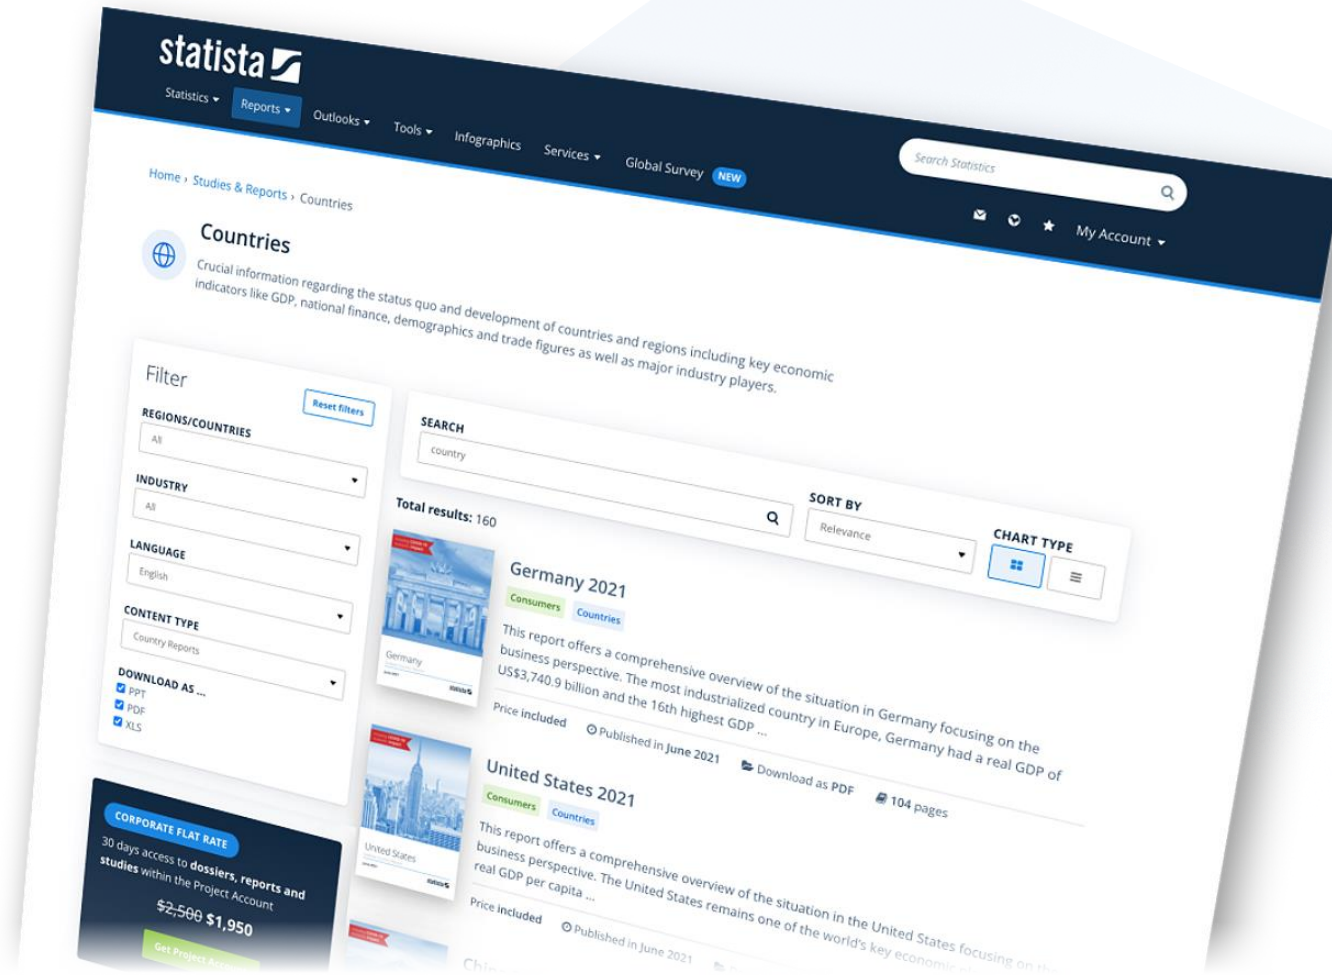 statista
Statistics Reports Outlooks Tools Infographics Services Global Survey NEW
Search Statistics
My Account
Home › Studies & Reports › Countries
Countries
Crucial information regarding the status quo and development of countries and regions including key economic
indicators like GDP, national finance, demographics and trade figures as well as major industry players.
Filter
Reset filters
REGIONS/COUNTRIES
All
INDUSTRY
All
LANGUAGE
English
CONTENT TYPE
Country Reports
DOWNLOAD AS ...
PPT
PDF
XLS
CORPORATE FLAT RATE
30 days access to dossiers, reports and
studies within the Project Account
$2,500 $1,950
Get Project
SEARCH
country
SORT BY
Relevance
CHART TYPE
Total results: 160
Germany
statista
Germany 2021
Consumers Countries
This report offers a comprehensive overview of the situation in Germany focusing on the
business perspective. The most industrialized country in Europe, Germany had a real GDP of
US$3,740.9 billion and the 16th highest GDP ...
Price included Published in June 2021 Download as PDF 104 pages
United States
statista
United States 2021
Consumers Countries
This report offers a comprehensive overview of the situation in the United States focusing on the
business perspective. The United States remains one of the world's key economic
real GDP per capita ...
Price included Published in June 2021